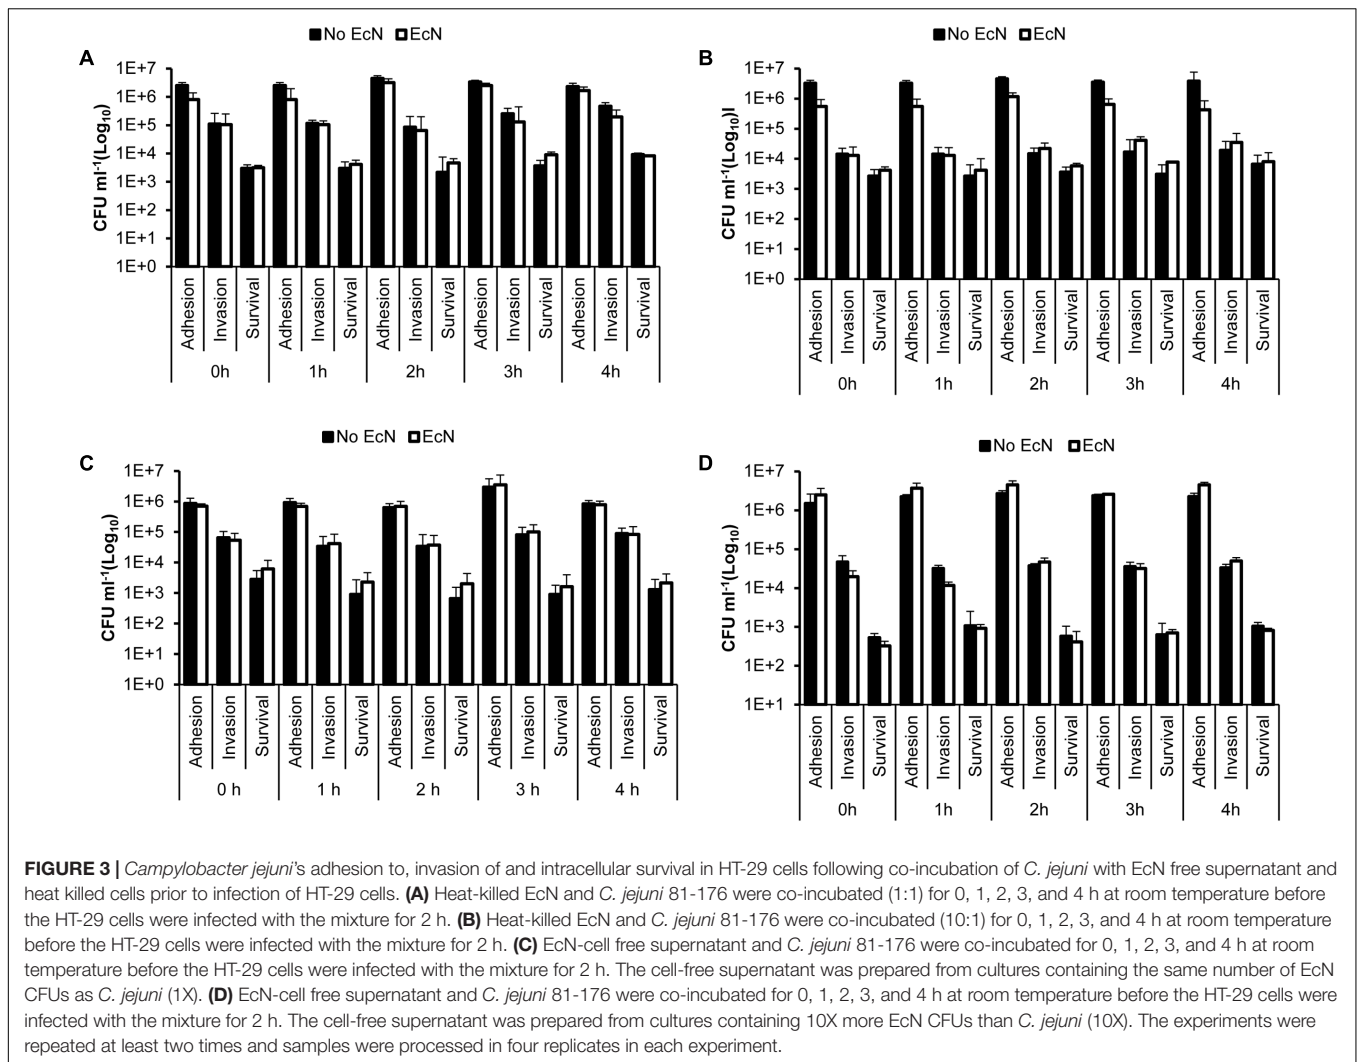 ■No EcN □EcN
A
1E+7
1E+6
1E+5
1E+4
1E+3
1E+2
1E+1
1E+0
CFU ml⁻¹(Log₁₀)
Adhesion Invasion Survival Adhesion Invasion Survival Adhesion Invasion Survival Adhesion Invasion Survival Adhesion Invasion Survival
0h 1h 2h 3h 4h
■No EcN □EcN
B
1E+7
1E+6
1E+5
1E+4
1E+3
1E+2
1E+1
1E+0
CFU ml⁻¹(Log₁₀)l
Adhesion Invasion Survival Adhesion Invasion Survival Adhesion Invasion Survival Adhesion Invasion Survival Adhesion Invasion Survival
0h 1h 2h 3h 4h
■No EcN □EcN
C
1E+7
1E+6
1E+5
1E+4
1E+3
1E+2
1E+1
1E+0
CFU ml⁻¹(Log₁₀)
Adhesion Invasion Survival Adhesion Invasion Survival Adhesion Invasion Survival Adhesion Invasion Survival Adhesion Invasion Survival
0 h 1 h 2 h 3 h 4 h
■No EcN □EcN
D
1E+7
1E+6
1E+5
1E+4
1E+3
1E+2
1E+1
CFU ml⁻¹(Log₁₀)
Adhesion Invasion Survival Adhesion Invasion Survival Adhesion Invasion Survival Adhesion Invasion Survival Adhesion Invasion Survival
0h 1h 2h 3h 4h
FIGURE 3 | Campylobacter jejuni's adhesion to, invasion of and intracellular survival in HT-29 cells following co-incubation of C. jejuni with EcN free supernatant and
heat killed cells prior to infection of HT-29 cells. (A) Heat-killed EcN and C. jejuni 81-176 were co-incubated (1:1) for 0, 1, 2, 3, and 4 h at room temperature before
the HT-29 cells were infected with the mixture for 2 h. (B) Heat-killed EcN and C. jejuni 81-176 were co-incubated (10:1) for 0, 1, 2, 3, and 4 h at room temperature
before the HT-29 cells were infected with the mixture for 2 h. (C) EcN-cell free supernatant and C. jejuni 81-176 were co-incubated for 0, 1, 2, 3, and 4 h at room
temperature before the HT-29 cells were infected with the mixture for 2 h. The cell-free supernatant was prepared from cultures containing the same number of EcN
CFUs as C. jejuni (1X). (D) EcN-cell free supernatant and C. jejuni 81-176 were co-incubated for 0, 1, 2, 3, and 4 h at room temperature before the HT-29 cells were
infected with the mixture for 2 h. The cell-free supernatant was prepared from cultures containing 10X more EcN CFUs than C. jejuni (10X). The experiments were
repeated at least two times and samples were processed in four replicates in each experiment.